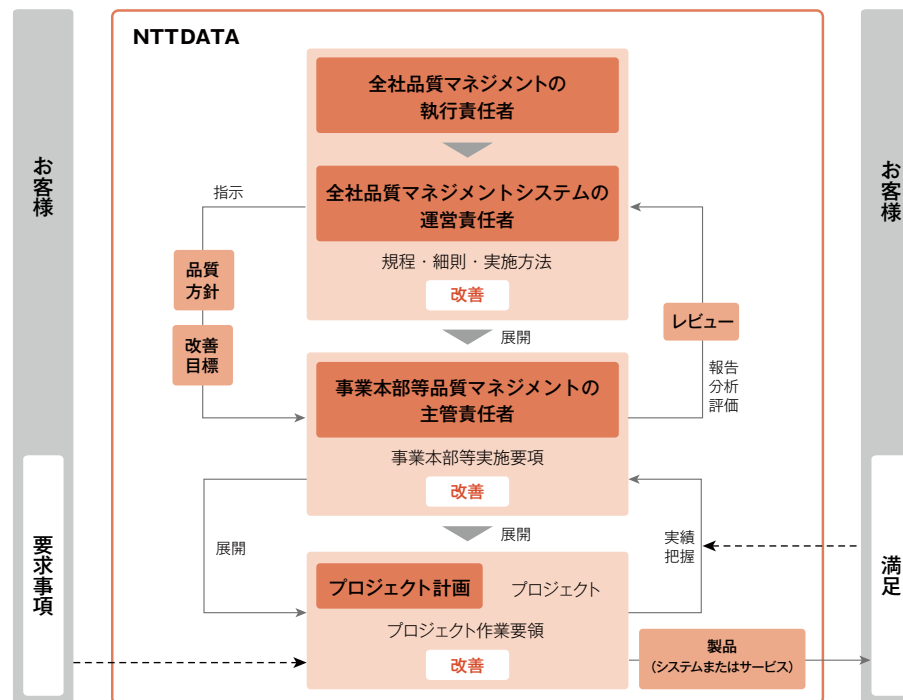 NTTDATA
お客様
要求事項
全社品質マネジメントの
執行責任者
全社品質マネジメントシステムの
運営責任者
規程・細則・実施方法
改善
指示
品質
方針
改善
目標
レビュー
報告
分析
評価
展開
事業本部等品質マネジメントの
主管責任者
事業本部等実施要項
改善
展開
展開
実績
把握
プロジェクト計画
プロジェクト
プロジェクト作業要領
改善
製品
（システムまたはサービス）
お客様
満足